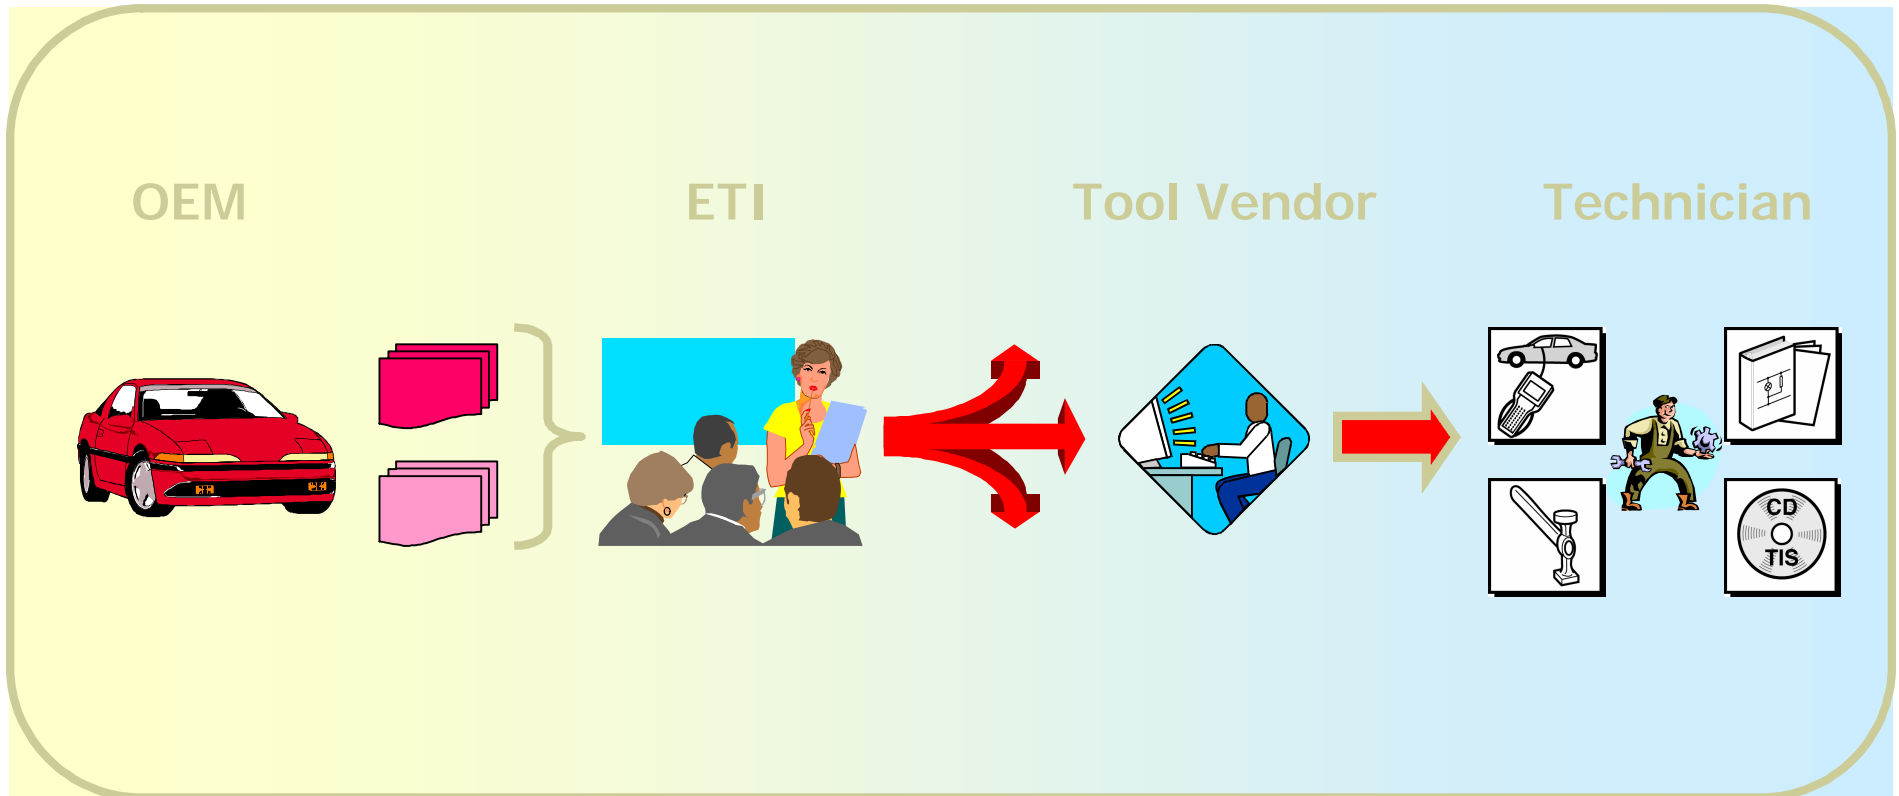 OEM
ETI
Tool Vendor
Technician
CD
TIS